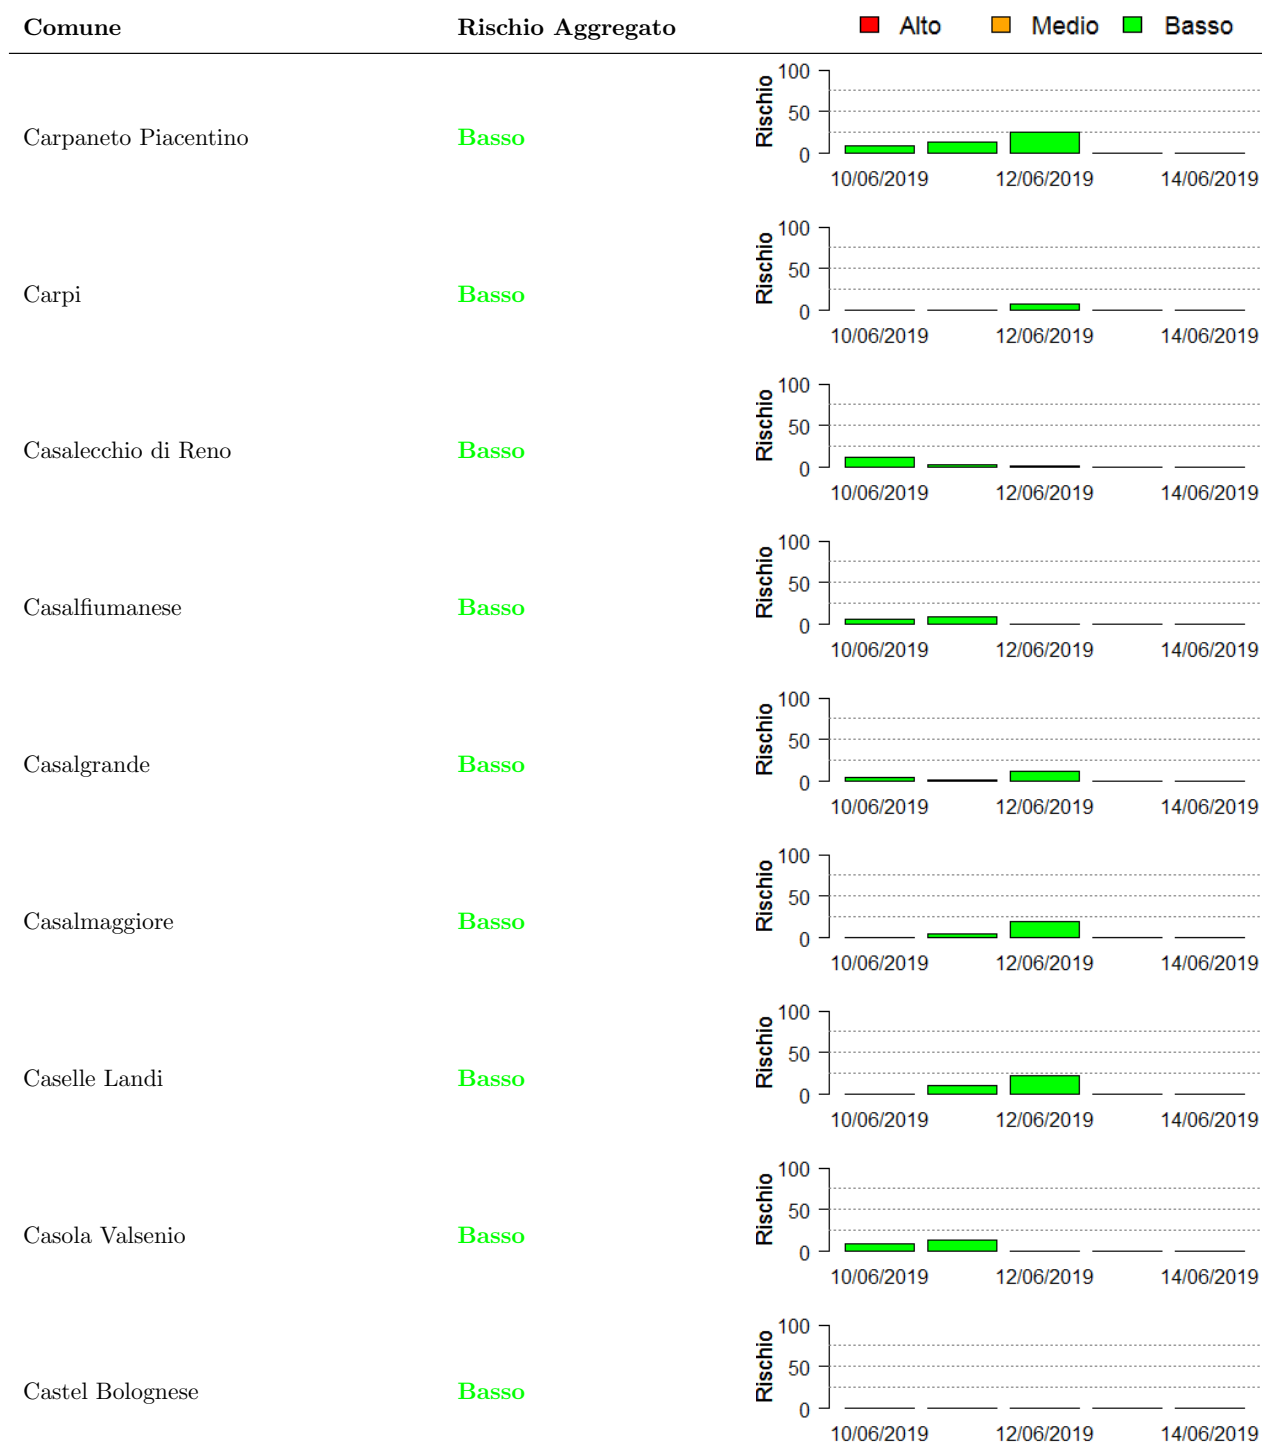 Comune Rischio Aggregato Alto Medio Basso
Carpaneto Piacentino Basso
Rischio
100
50
0
10/06/2019 12/06/2019 14/06/2019
Carpi Basso
Rischio
100
50
0
10/06/2019 12/06/2019 14/06/2019
Casalecchio di Reno Basso
Rischio
100
50
0
10/06/2019 12/06/2019 14/06/2019
Casalfiumanese Basso
Rischio
100
50
0
10/06/2019 12/06/2019 14/06/2019
Casalgrande Basso
Rischio
100
50
0
10/06/2019 12/06/2019 14/06/2019
Casalmaggiore Basso
Rischio
100
50
0
10/06/2019 12/06/2019 14/06/2019
Caselle Landi Basso
Rischio
100
50
0
10/06/2019 12/06/2019 14/06/2019
Casola Valsenio Basso
Rischio
100
50
0
10/06/2019 12/06/2019 14/06/2019
Castel Bolognese Basso
Rischio
100
50
0
10/06/2019 12/06/2019 14/06/2019